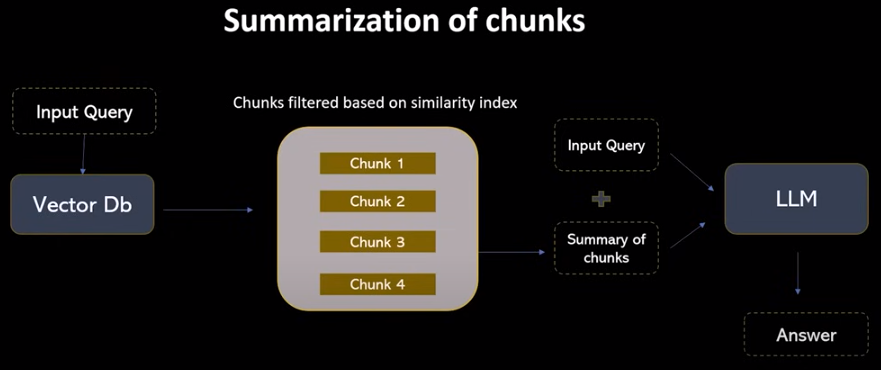 Summarization of chunks
Input Query
Vector Db
Chunks filtered based on similarity index
Chunk 1
Chunk 2
Chunk 3
Chunk 4
Input Query
Summary of
chunks
LLM
Answer